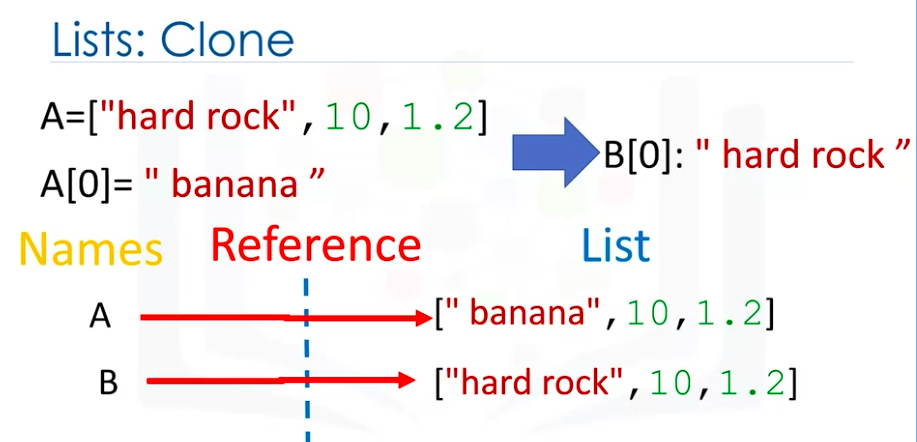 Lists: Clone
A=["hard rock",10,1.2]
B[0]: " hard rock ”
A[0]= " banana ”
Names Reference List
A [" banana",10,1.2]
B ["hard rock",10,1.2]